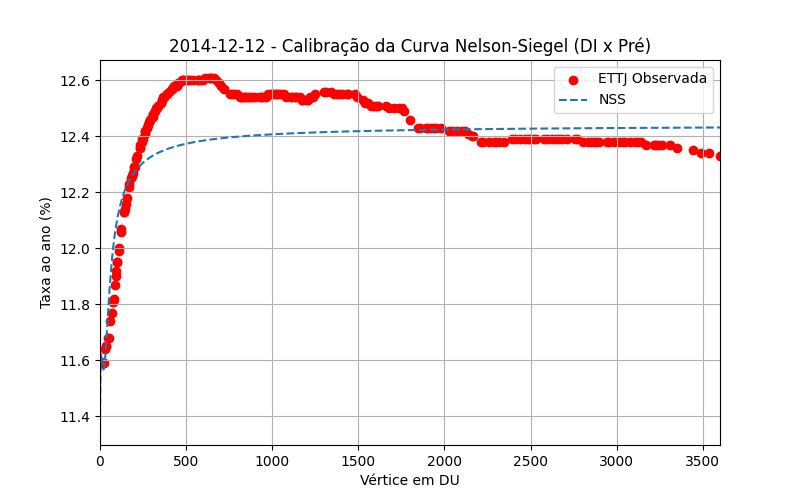 2014-12-12 - Calibração da Curva Nelson-Siegel (DI x Pré)
ETTJ Observada
NSS
Taxa ao ano (%)
12.6
12.4
12.2
12.0
11.8
11.6
11.4
0 500 1000 1500 2000 2500 3000 3500
Vértice em DU